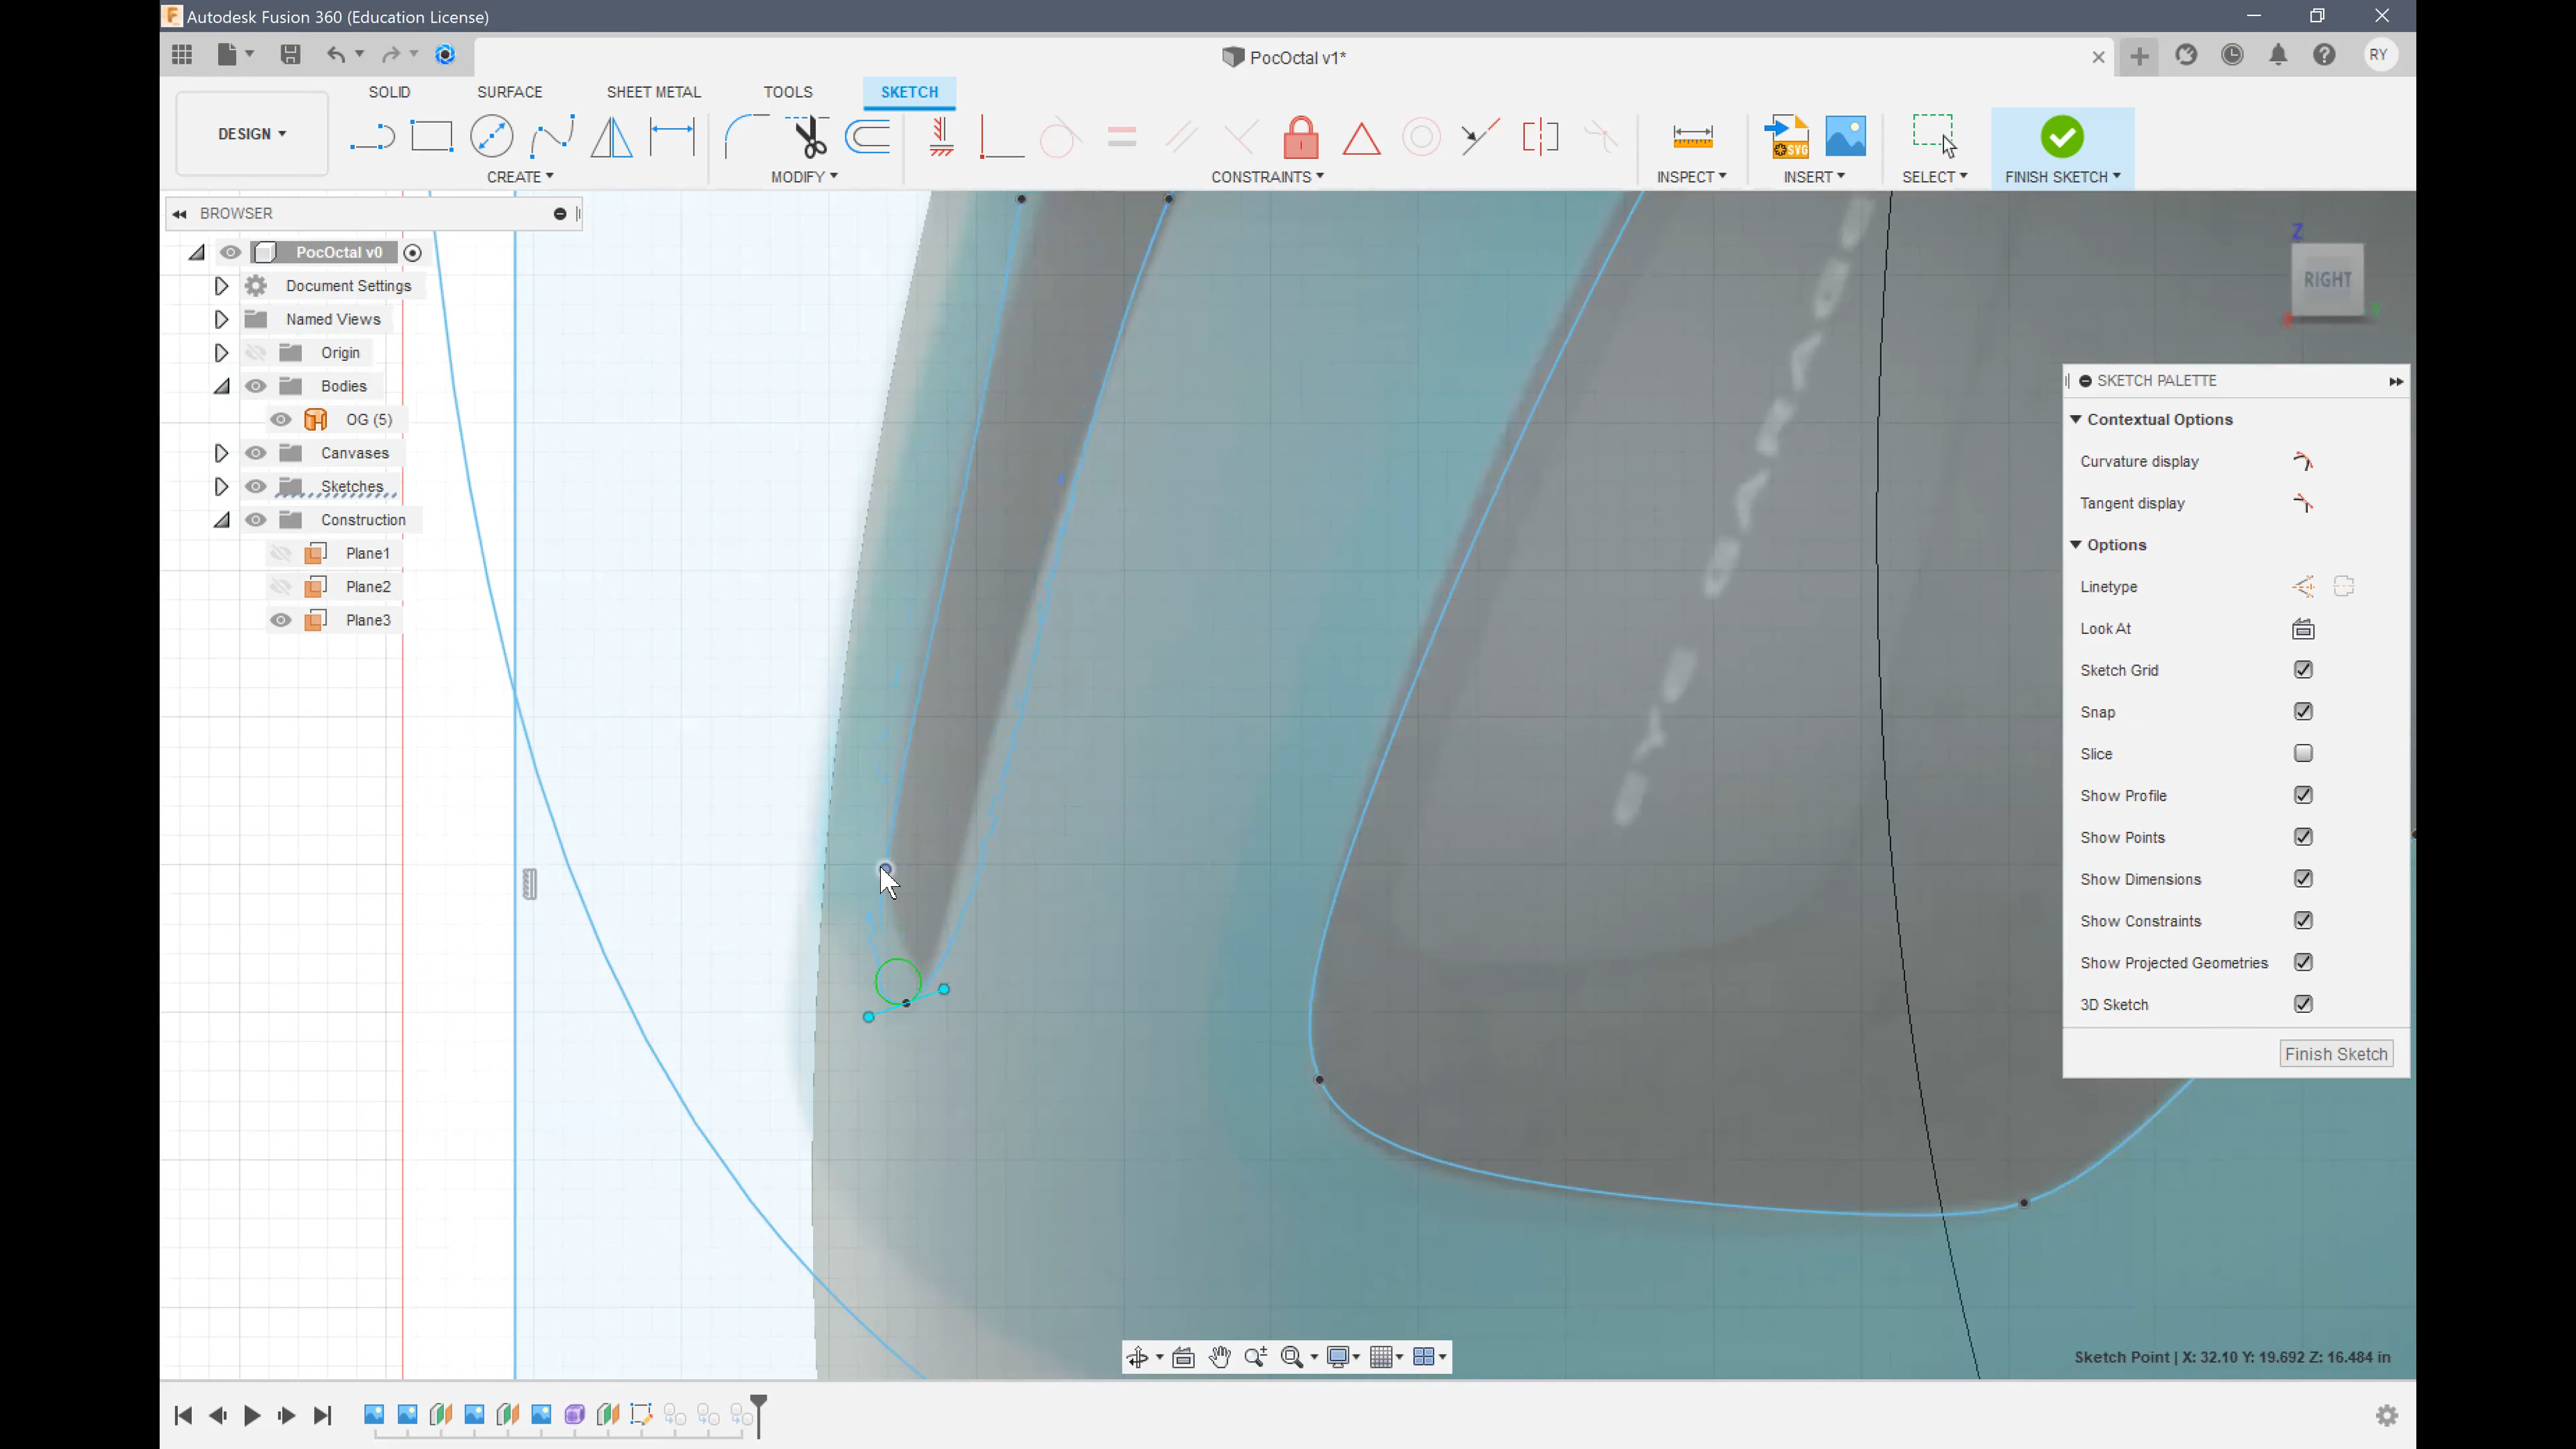 Autodesk Fusion 360 (Education License)
PocOctal v1*
RY
SOLID SURFACE SHEET METAL TOOLS SKETCH
DESIGN
SVG
CREATE MODIFY CONSTRAINTS INSPECT INSERT SELECT FINISH SKETCH
BROWSER
PocOctal v0
Document Settings
Named Views
Origin
Bodies
OG (5)
Canvases
Sketches
Construction
Plane1
Plane2
Plane3
Z
RIGHT
SKETCH PALETTE
Contextual Options
Curvature display
Tangent display
Options
Linetype
Look At
Sketch Grid
Snap
Slice
Show Profile
Show Points
Show Dimensions
Show Constraints
Show Projected Geometries
3D Sketch
Finish Sketch
Sketch Point | X: 32.10 Y: 19.692 Z: 16.484 in